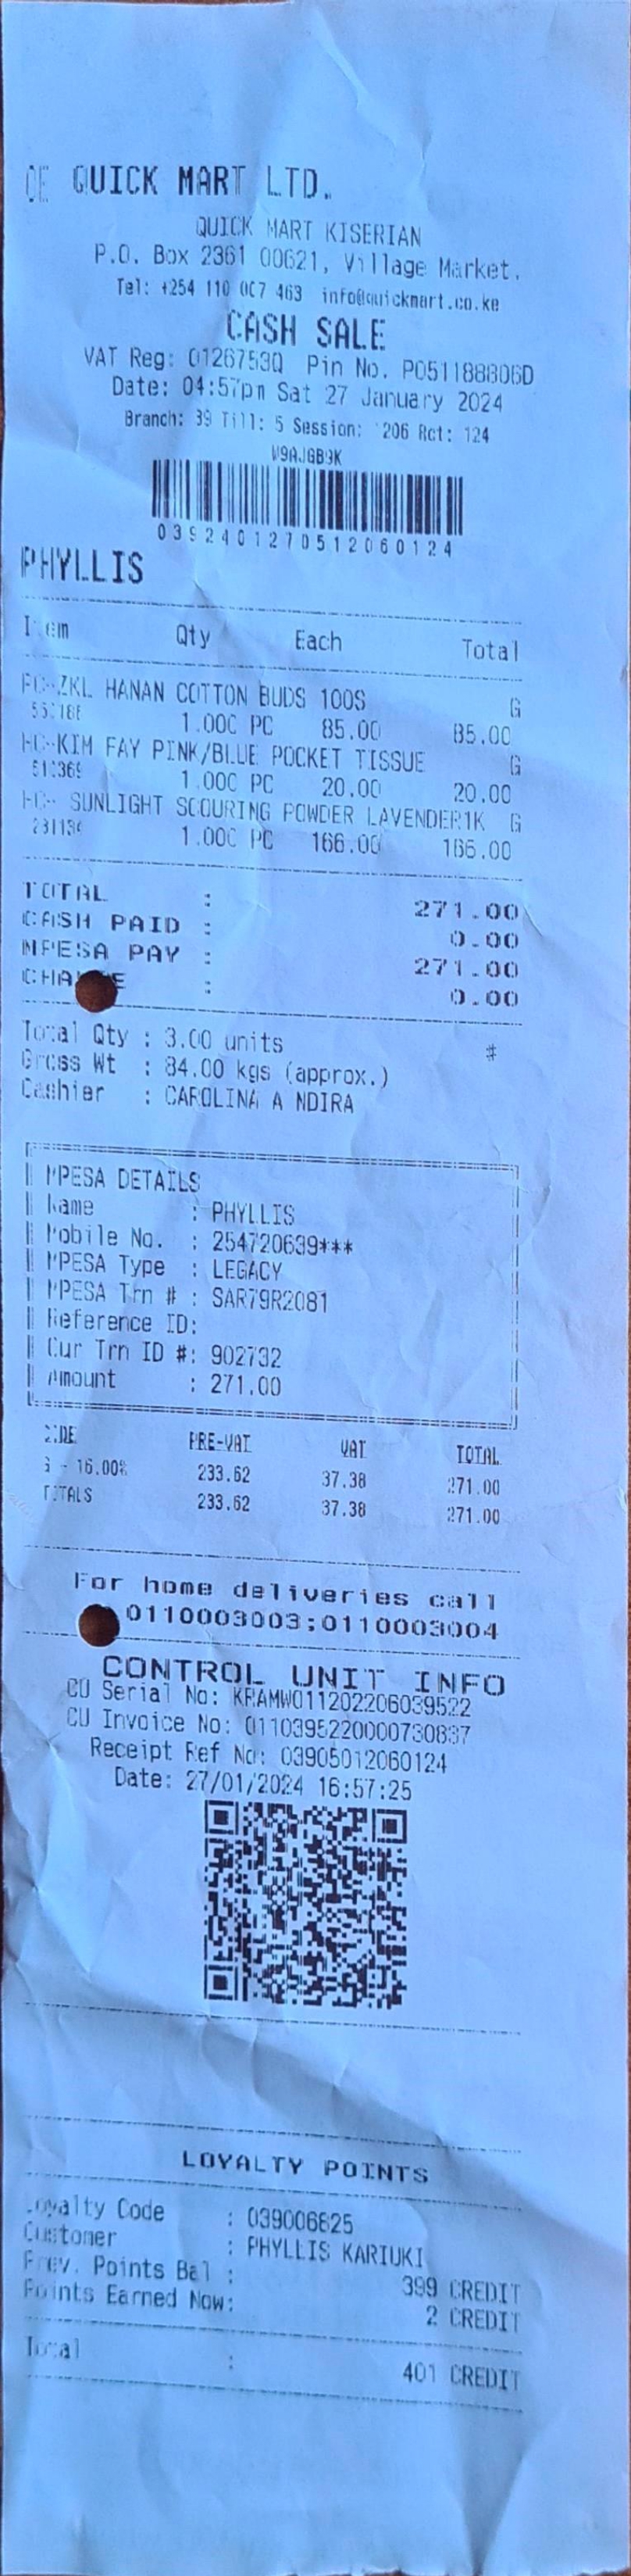 QUICK MART LTD.
QUICK MART KISERIAN
P.O. Box 2361 00621, Village Market.
Tel: +254 110 007 463 info@quickmart.co.ke
CASH SALE
VAT Reg: 0126753Q Pin No. P051188806D
Date: 04:57pm Sat 27 January 2024
Branch: 39 Till: 5 Session: 1206 Rct: 124
W9AJGB9K
0392401270512060124
PHYLLIS
Item Qty Each Total
FC-ZKL HANAN COTTON BUDS 100S G
1.000 PC 85.00 85.00
HC-KIM FAY PINK/BLUE POCKET TISSUE G
1.000 PC 20.00 20.00
HC- SUNLIGHT SCOURING POWDER LAVENDER1K G
1.000 PC 166.00 166.00
TOTAL : 271.00
CASH PAID : 0.00
MPESA PAY : 271.00
: 0.00
Total Qty : 3.00 units #
Gross Wt : 84.00 kgs (approx.)
Cashier : CAROLINA A NDIRA
MPESA DETAILS
Name : PHYLLIS
Mobile No. : 254720639***
MPESA Type : LEGACY
MPESA Trn # : SAR79R2081
Reference ID:
Cur Trn ID #: 902732
Amount : 271.00
CODE PRE-VAT VAT TOTAL
G - 16.00% 233.62 37.38 271.00
TOTALS 233.62 37.38 271.00
For home deliveries call
0110003003;0110003004
CONTROL UNIT INFO
CU Serial No: KRAMW011202206039522
CU Invoice No: 0110395220000730837
Receipt Ref No: 03905012060124
Date: 27/01/2024 16:57:25
LOYALTY POINTS
Loyalty Code : 039006825
Customer : PHYLLIS KARIUKI
Prev. Points Bal : 399 CREDIT
Points Earned Now: 2 CREDIT
Total : 401 CREDIT